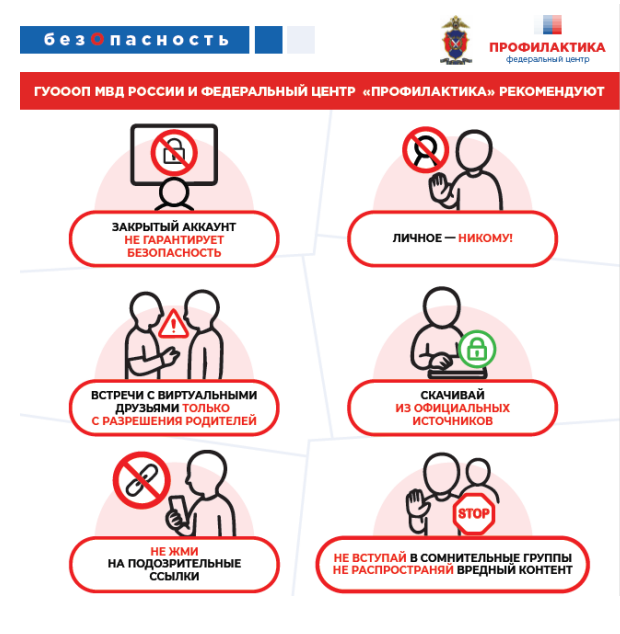 безОпасность
ПРОФИЛАКТИКА
федеральный центр
ГУОООП МВД РОССИИ И ФЕДЕРАЛЬНЫЙ ЦЕНТР «ПРОФИЛАКТИКА» РЕКОМЕНДУЮТ
ЗАКРЫТЫЙ АККАУНТ
НЕ ГАРАНТИРУЕТ
БЕЗОПАСНОСТЬ
ЛИЧНОЕ — НИКОМУ!
ВСТРЕЧИ С ВИРТУАЛЬНЫМИ
ДРУЗЬЯМИ ТОЛЬКО
С РАЗРЕШЕНИЯ РОДИТЕЛЕЙ
СКАЧИВАЙ
ИЗ ОФИЦИАЛЬНЫХ
ИСТОЧНИКОВ
НЕ ЖМИ
НА ПОДОЗРИТЕЛЬНЫЕ
ССЫЛКИ
STOP
НЕ ВСТУПАЙ В СОМНИТЕЛЬНЫЕ ГРУППЫ
НЕ РАСПРОСТРАНЯЙ ВРЕДНЫЙ КОНТЕНТ